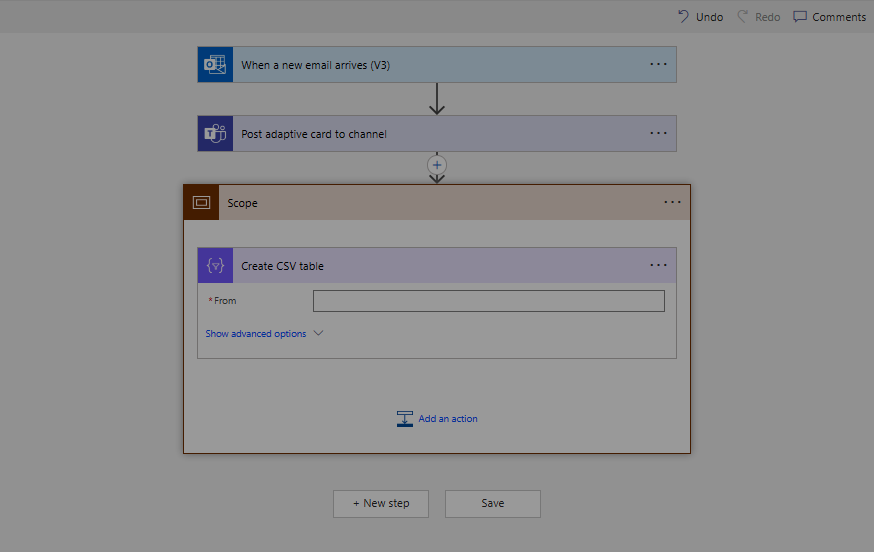 Undo Redo Comments
When a new email arrives (V3)
Post adaptive card to channel
Scope
Create CSV table
* From
Show advanced options
Add an action
+ New step Save